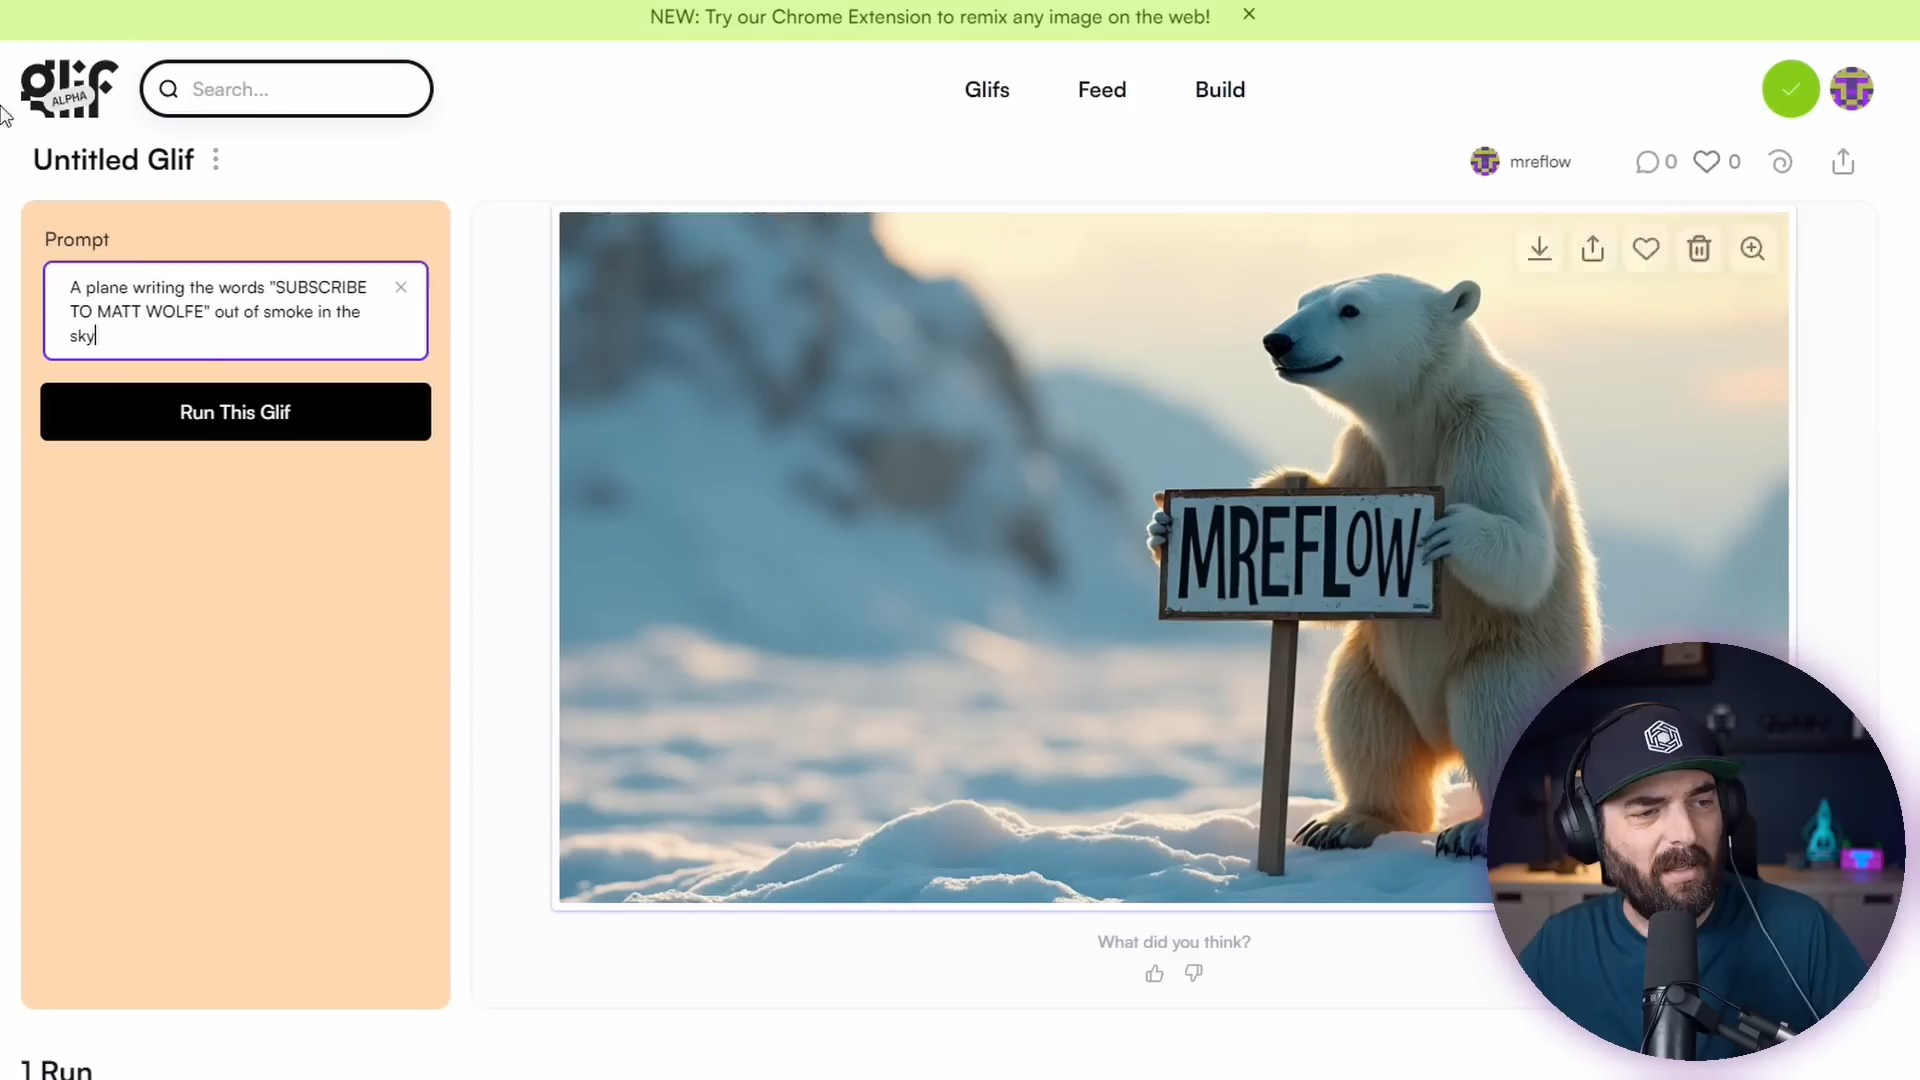 NEW: Try our Chrome Extension to remix any image on the web!
glif
ALPHA
Search...
Glifs
Feed
Build
Untitled Glif
mreflow
0
0
Prompt
A plane writing the words "SUBSCRIBE
TO MATT WOLFE" out of smoke in the
sky
Run This Glif
MREFLOW
What did you think?
1 Run